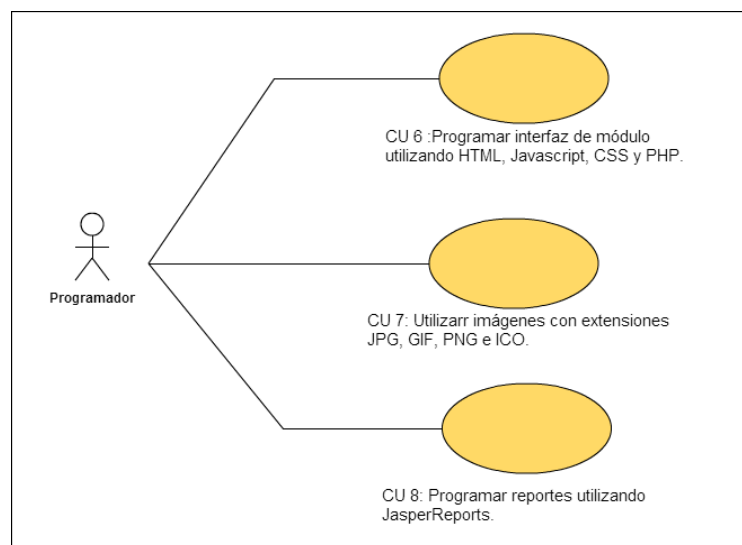 CU 6 :Programar interfaz de módulo
utilizando HTML, Javascript, CSS y PHP.
Programador
CU 7: Utilizarr imágenes con extensiones
JPG, GIF, PNG e ICO.
CU 8: Programar reportes utilizando
JasperReports.